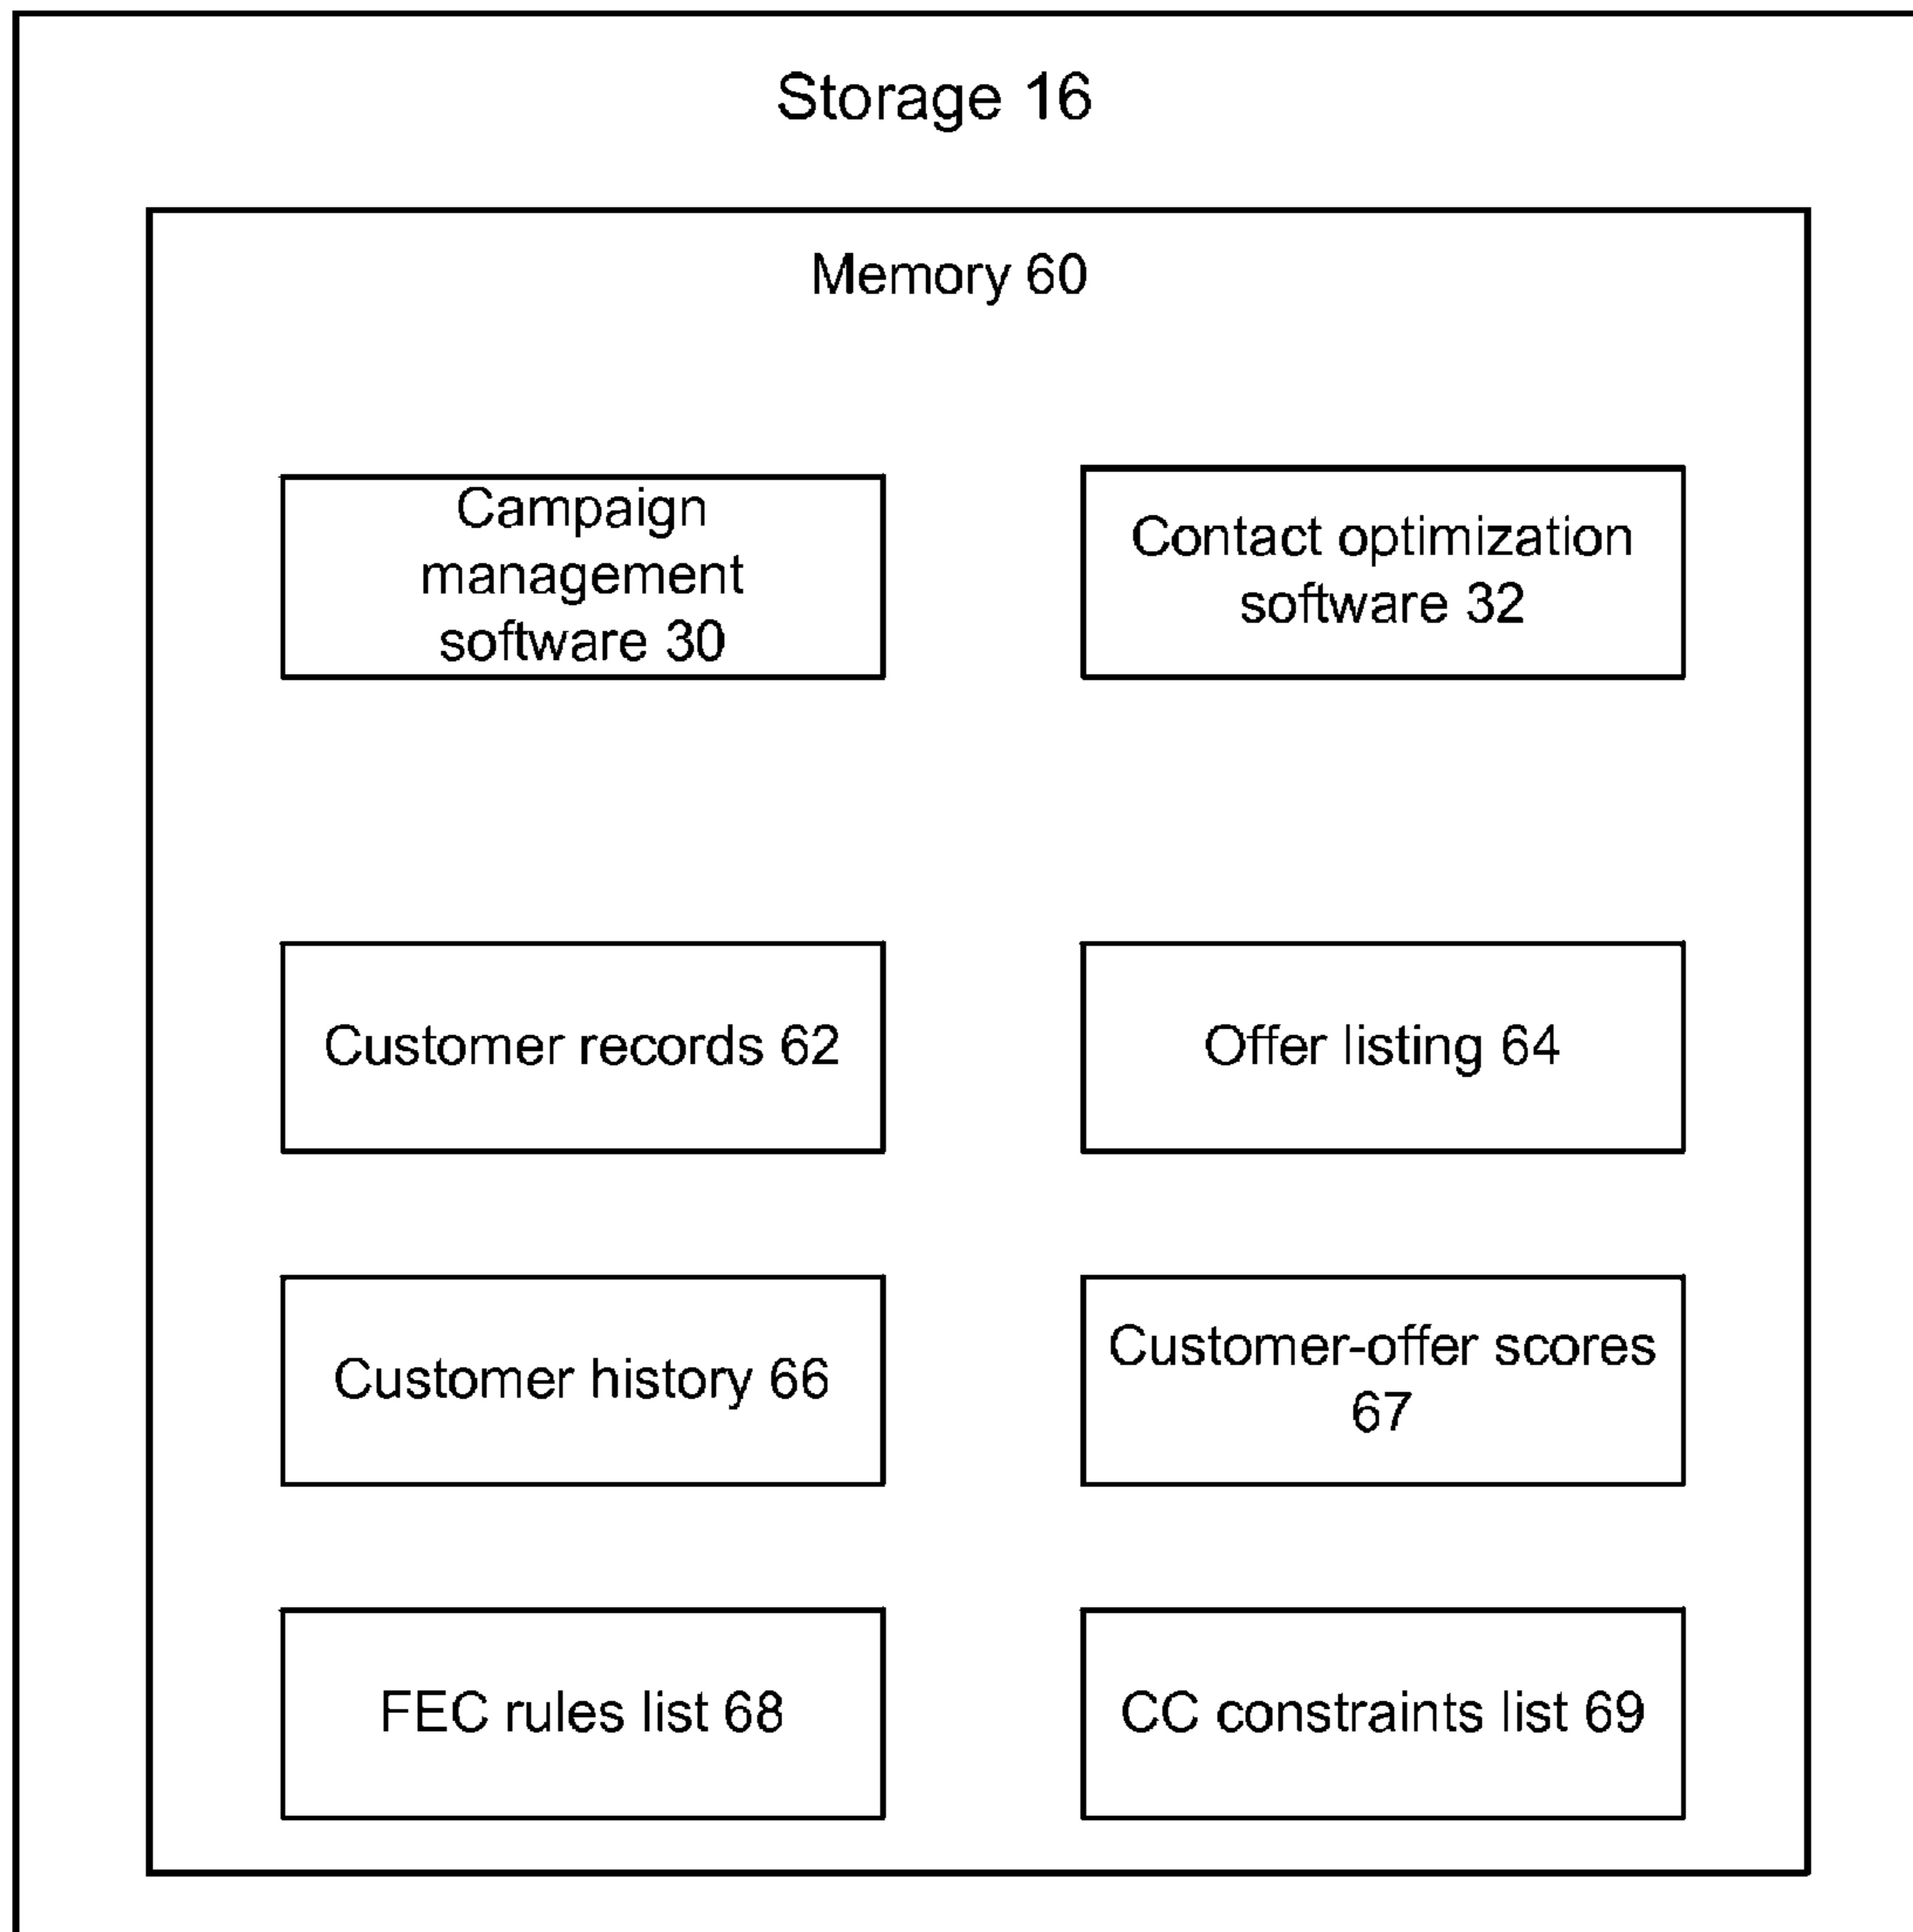 Storage 16
Memory 60
Campaign
management
software 30
Contact optimization
software 32
Customer records 62
Offer listing 64
Customer history 66
Customer-offer scores
67
FEC rules list 68
CC constraints list 69